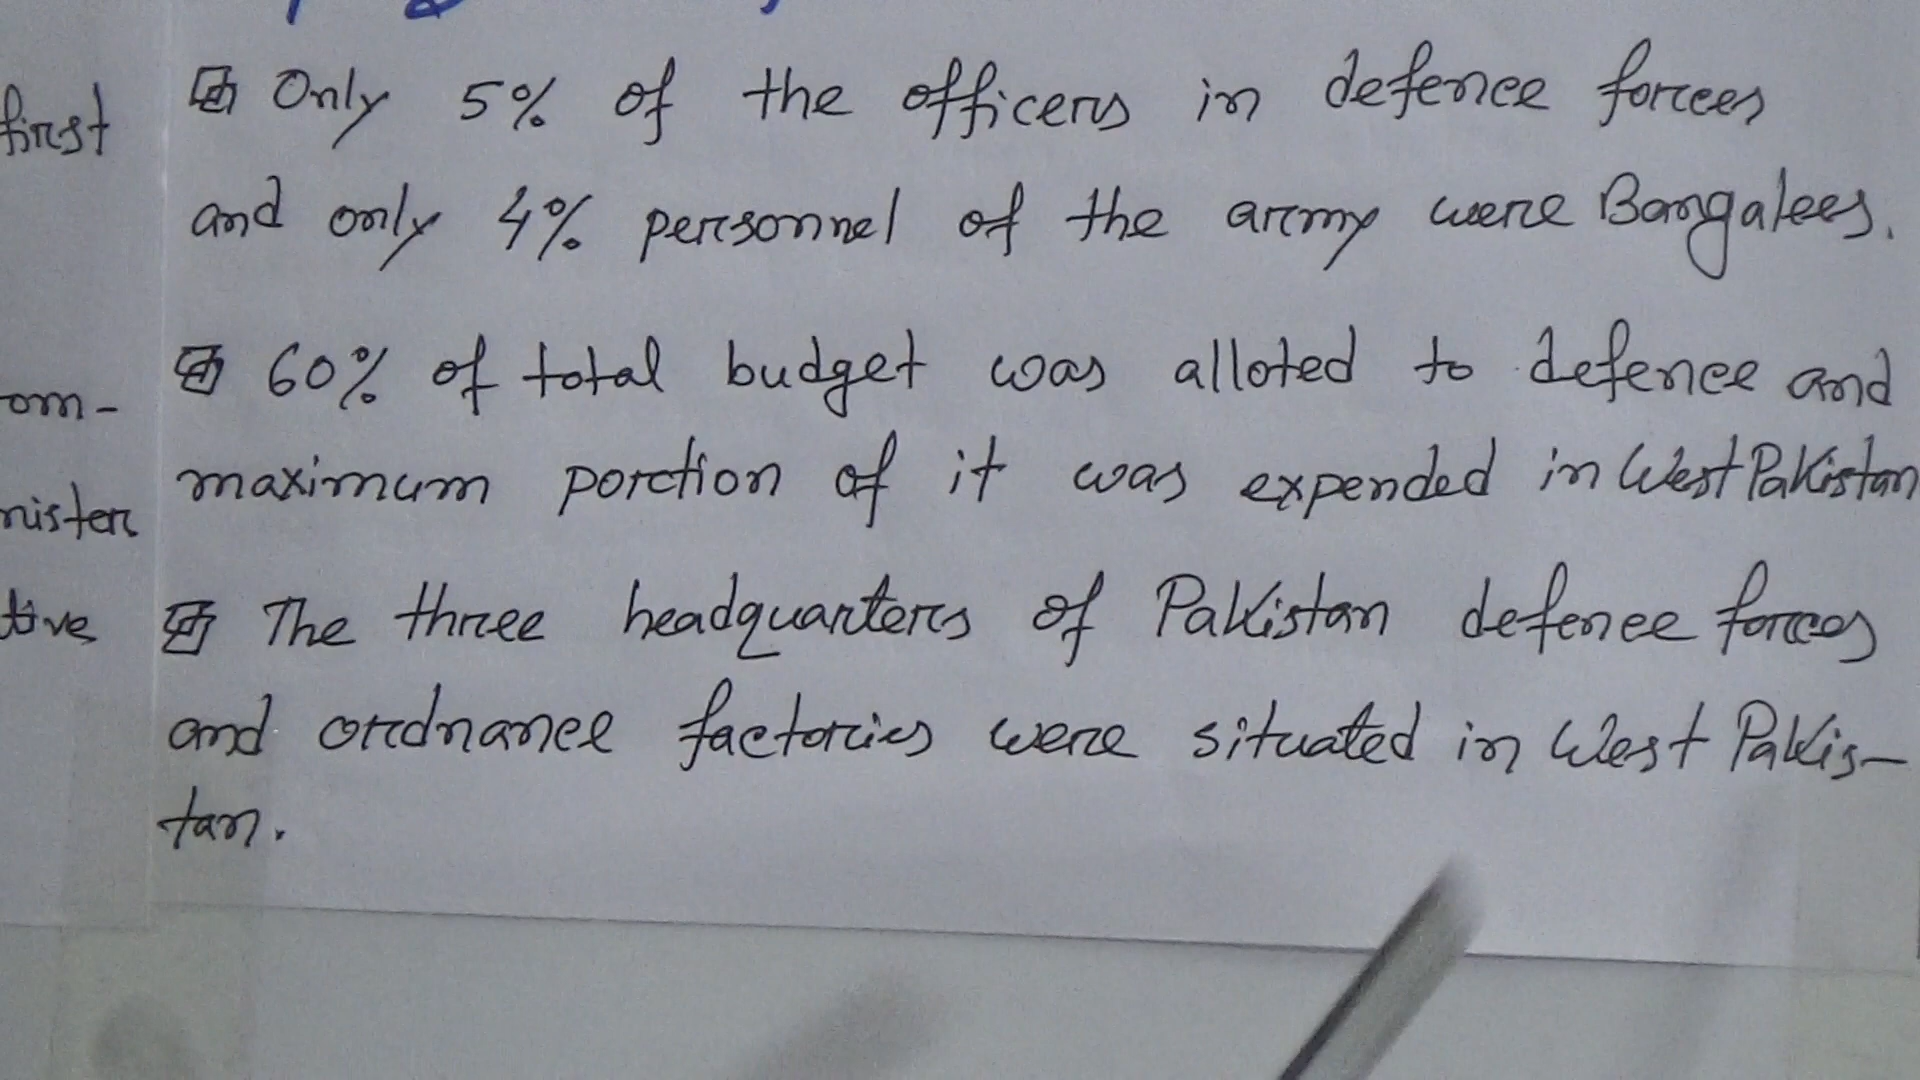 first
om-
nister
tive
Only 5% of the officers in defence forces
and only 4% personnel of the army were Bangalees.
60% of total budget was alloted to defence and
maximum portion of it was expended in West Pakistan
The three headquarters of Pakistan defence forces
and ordnance factories were situated in West Pakis-
tan.